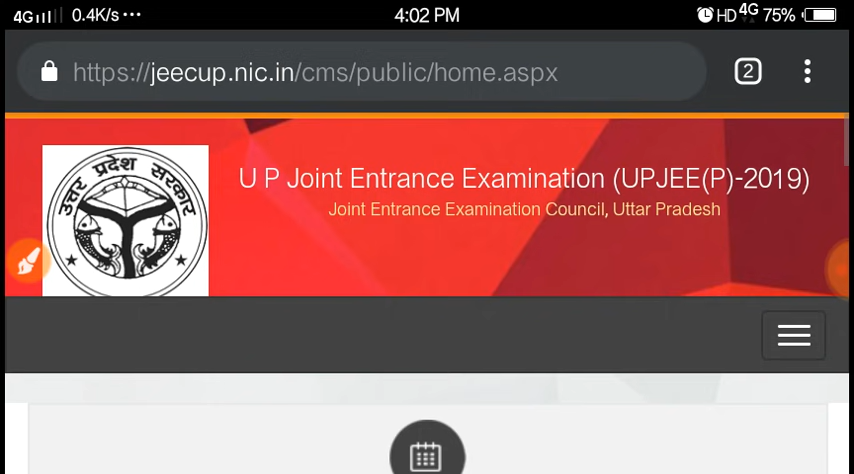 4G 0.4K/s ··· 4:02 PM HD 4G 75%
https://jeecup.nic.in/cms/public/home.aspx 2
उत्तर प्रदेश सरकार
U P Joint Entrance Examination (UPJEE(P)-2019)
Joint Entrance Examination Council, Uttar Pradesh